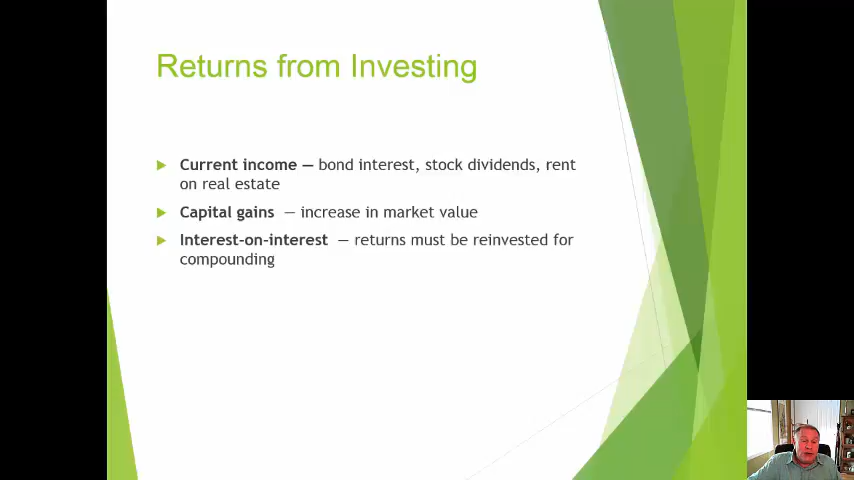 Returns from Investing
Current income — bond interest, stock dividends, rent
on real estate
Capital gains — increase in market value
Interest-on-interest — returns must be reinvested for
compounding